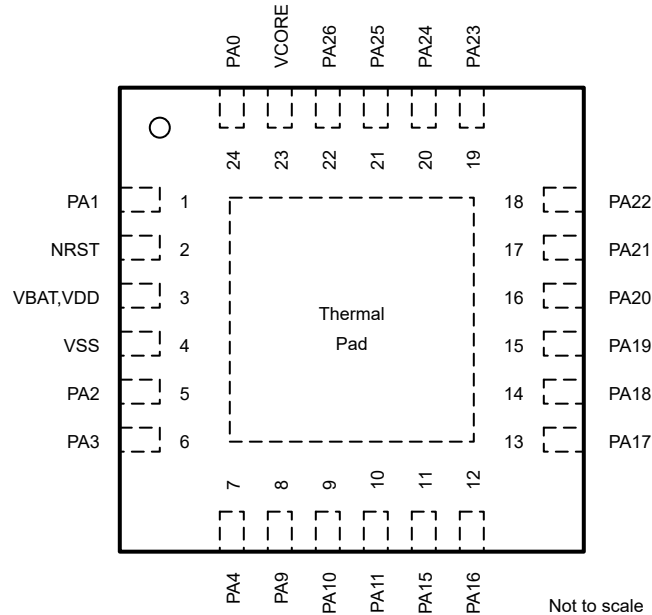 PA0
VCORE
PA26
PA25
PA24
PA23
24
23
22
21
20
19
PA1 1
NRST 2
VBAT,VDD 3
VSS 4
PA2 5
PA3 6
Thermal
Pad
18 PA22
17 PA21
16 PA20
15 PA19
14 PA18
13 PA17
7
8
9
10
11
12
PA4
PA9
PA10
PA11
PA15
PA16
Not to scale